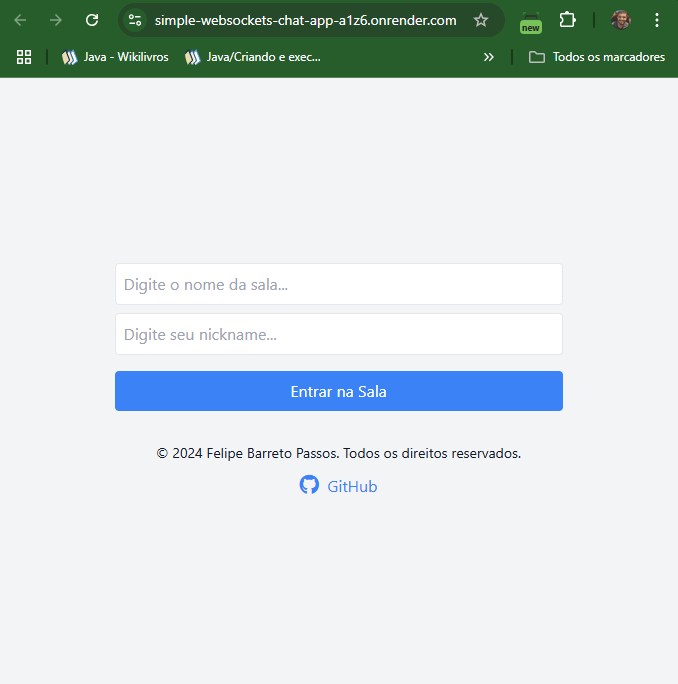 simple-websockets-chat-app-a1z6.onrender.com
new
Java - Wikilivros
Java/Criando e exec...
Todos os marcadores
Digite o nome da sala...
Digite seu nickname...
Entrar na Sala
© 2024 Felipe Barreto Passos. Todos os direitos reservados.
GitHub